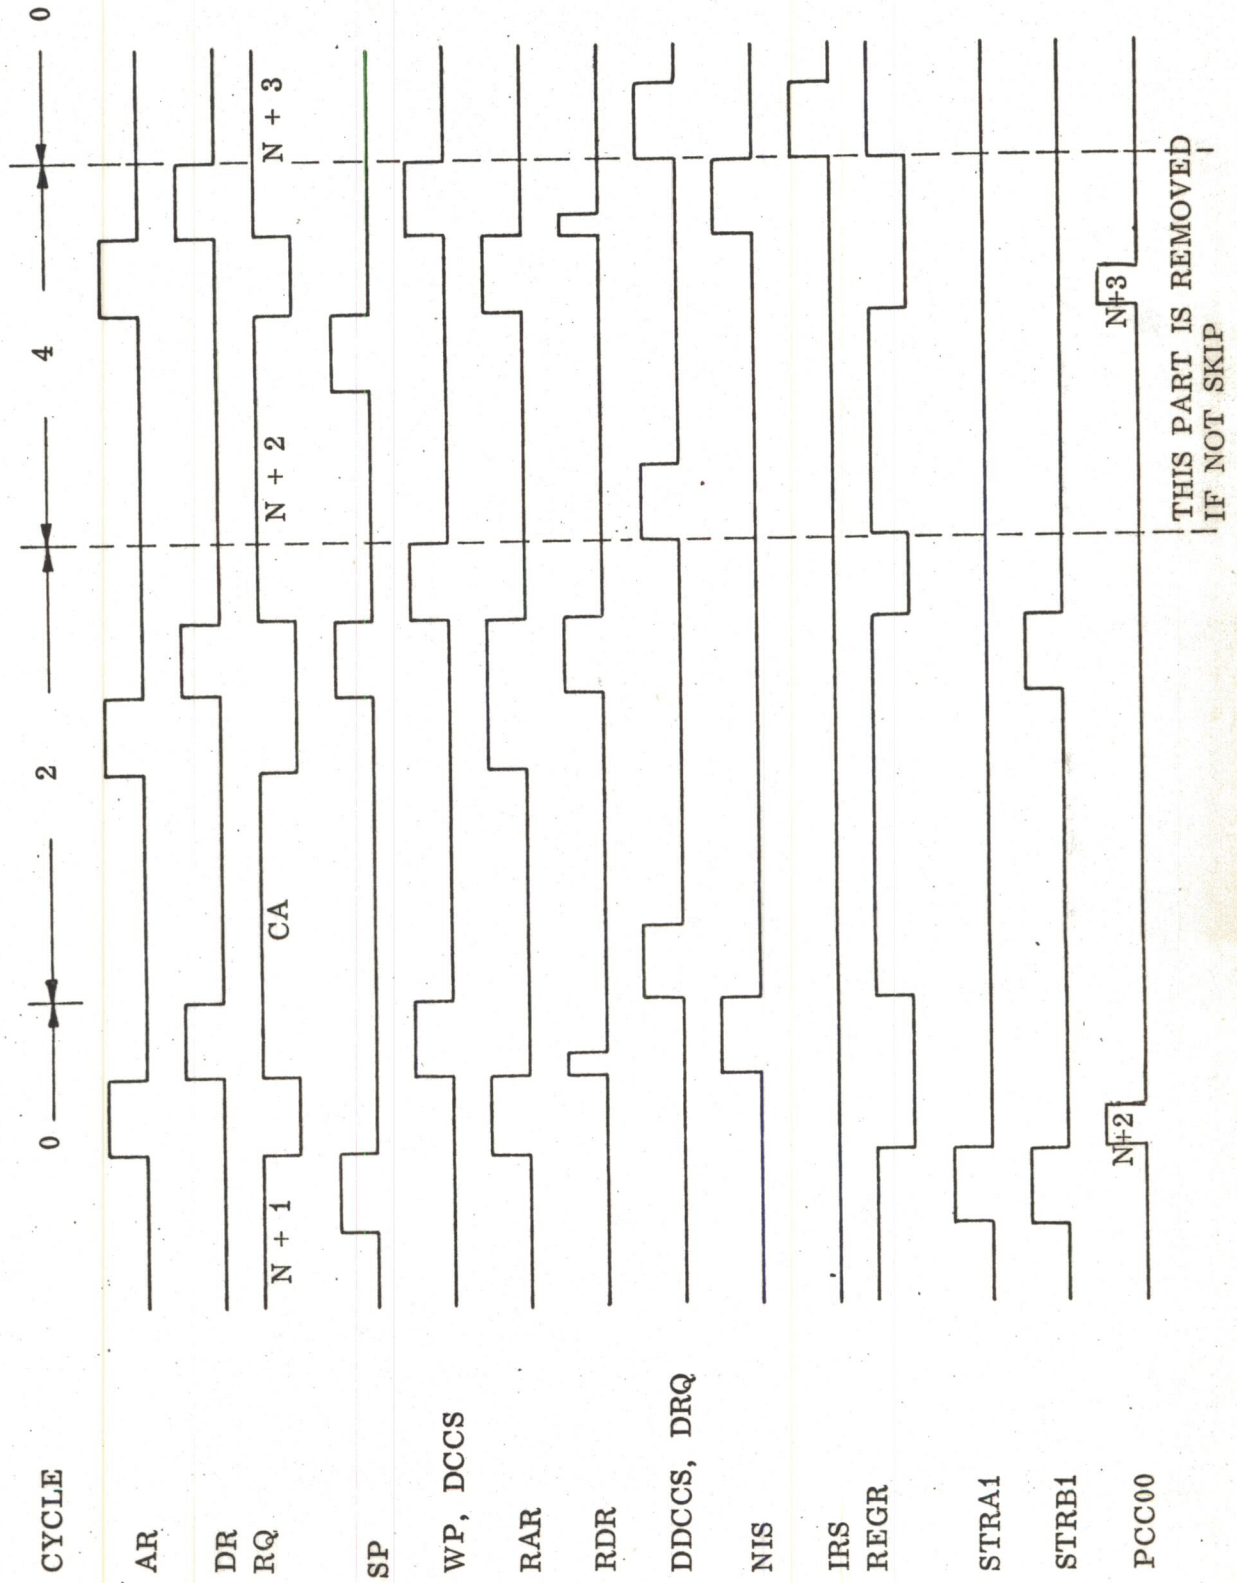 CYCLE 0 2 4 0
AR
DR
RQ N + 1 CA N + 2 N + 3
SP
WP, DCCS
RAR
RDR
DDCCS, DRQ
NIS
IRS
REGR
STRA1
STRB1
PCC00 N+2 N+3
THIS PART IS REMOVED
IF NOT SKIP